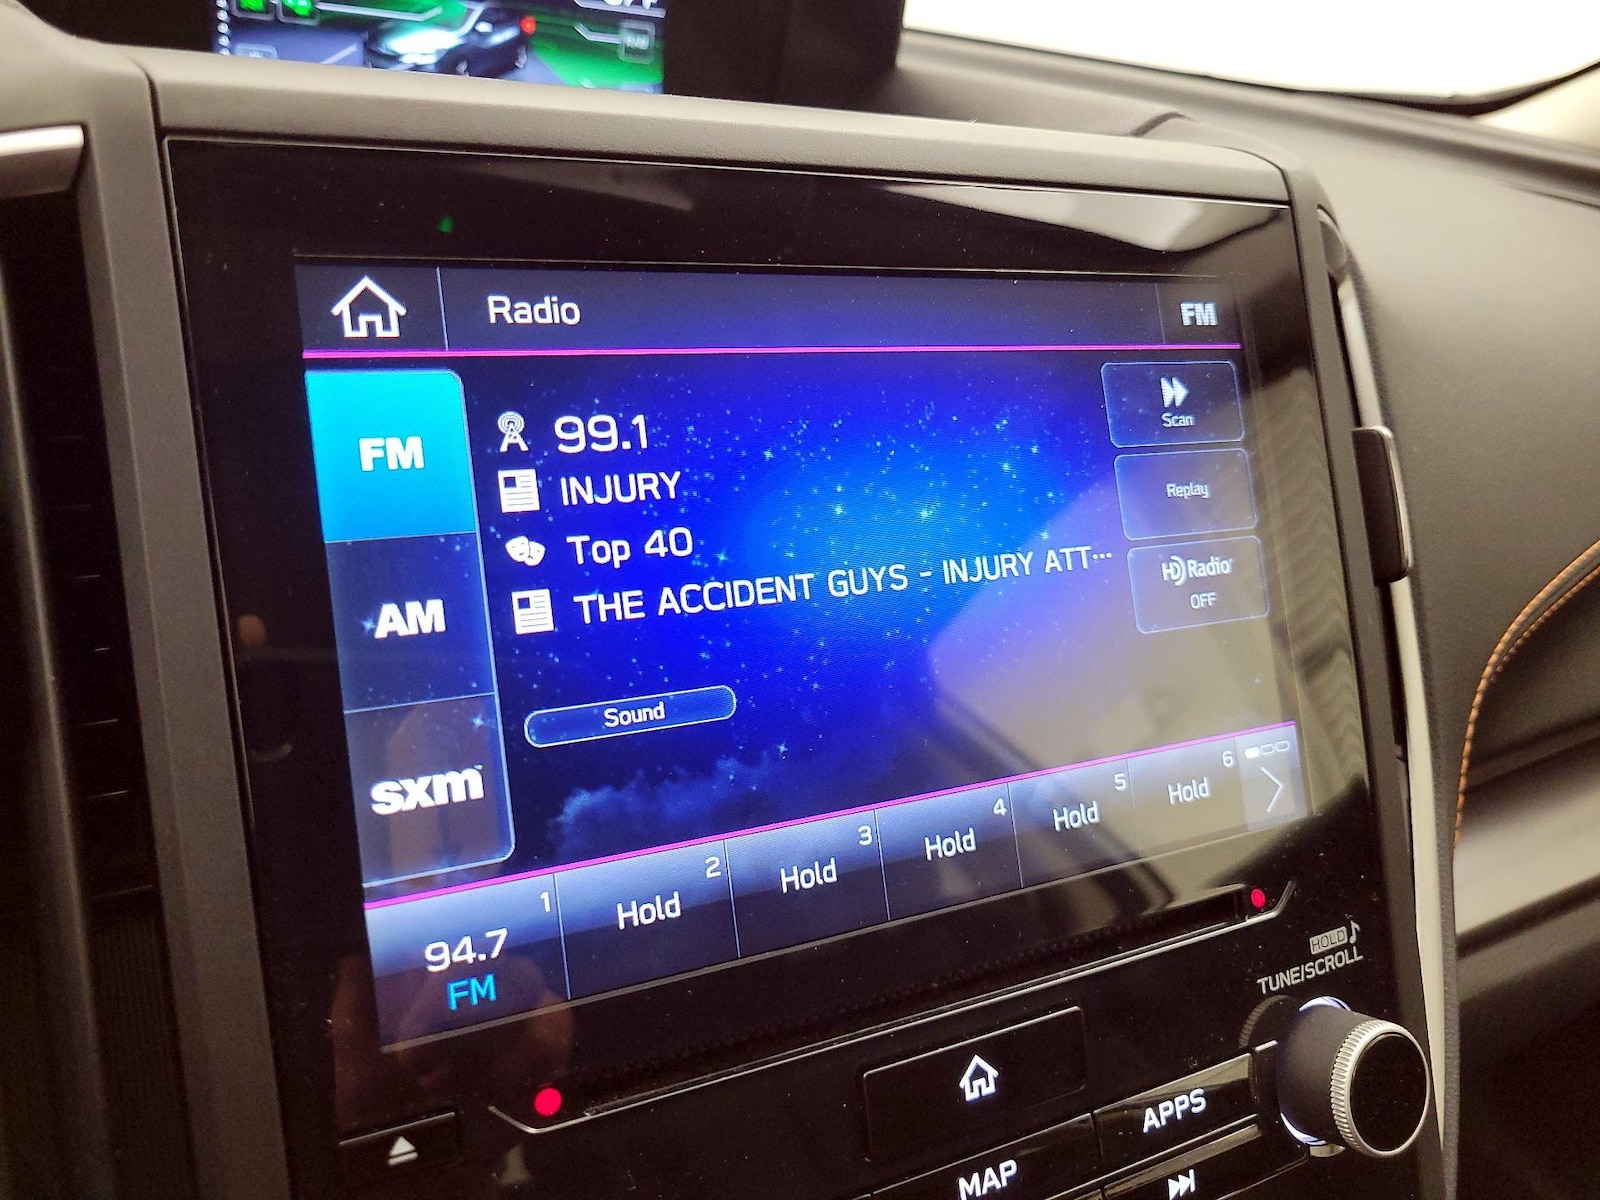 Radio
FM
FM
99.1
INJURY
Top 40
THE ACCIDENT GUYS - INJURY ATT...
Scan
Replay
HD Radio
OFF
AM
sxm
Sound
1
94.7
FM
2
Hold
3
Hold
4
Hold
5
Hold
6
Hold
HOLD
TUNE/SCROLL
APPS
MAP